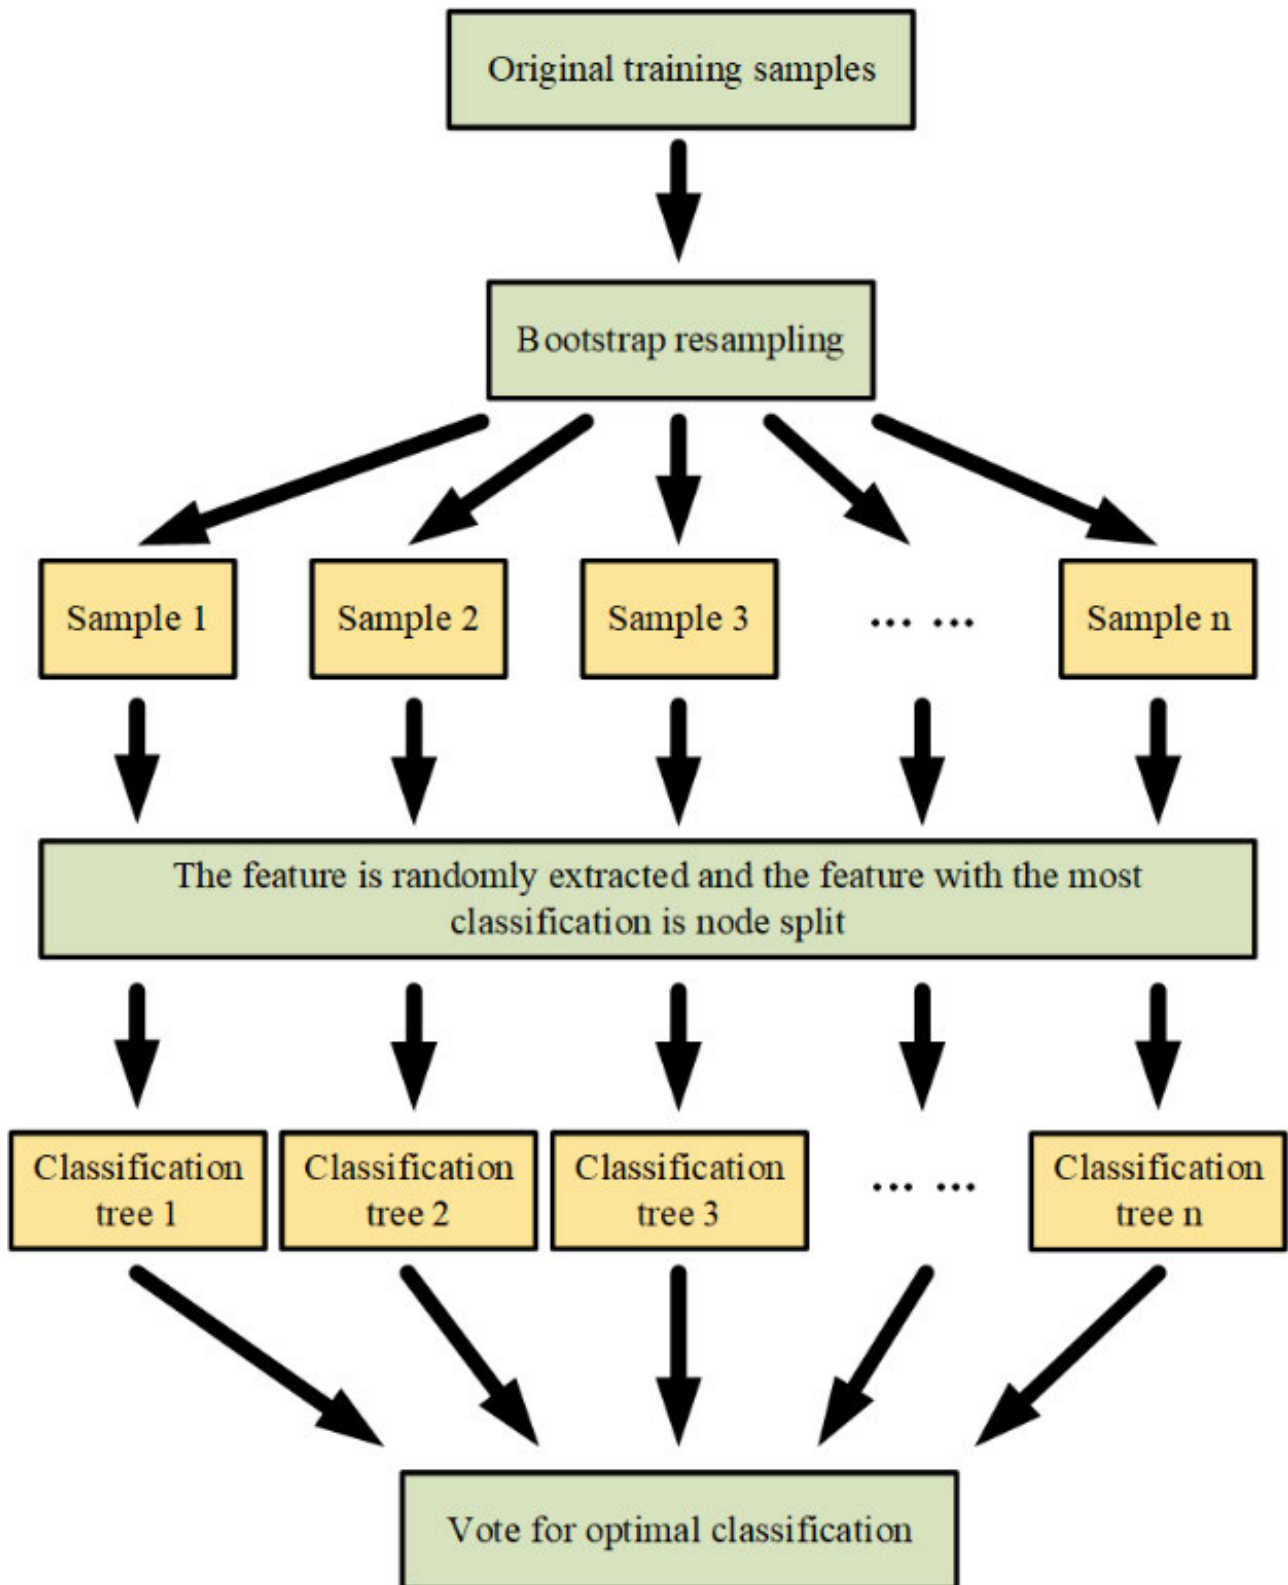 Original training samples
Bootstrap resampling
Sample 1
Sample 2
Sample 3
... ...
Sample n
The feature is randomly extracted and the feature with the most
classification is node split
Classification
tree 1
Classification
tree 2
Classification
tree 3
... ...
Classification
tree n
Vote for optimal classification